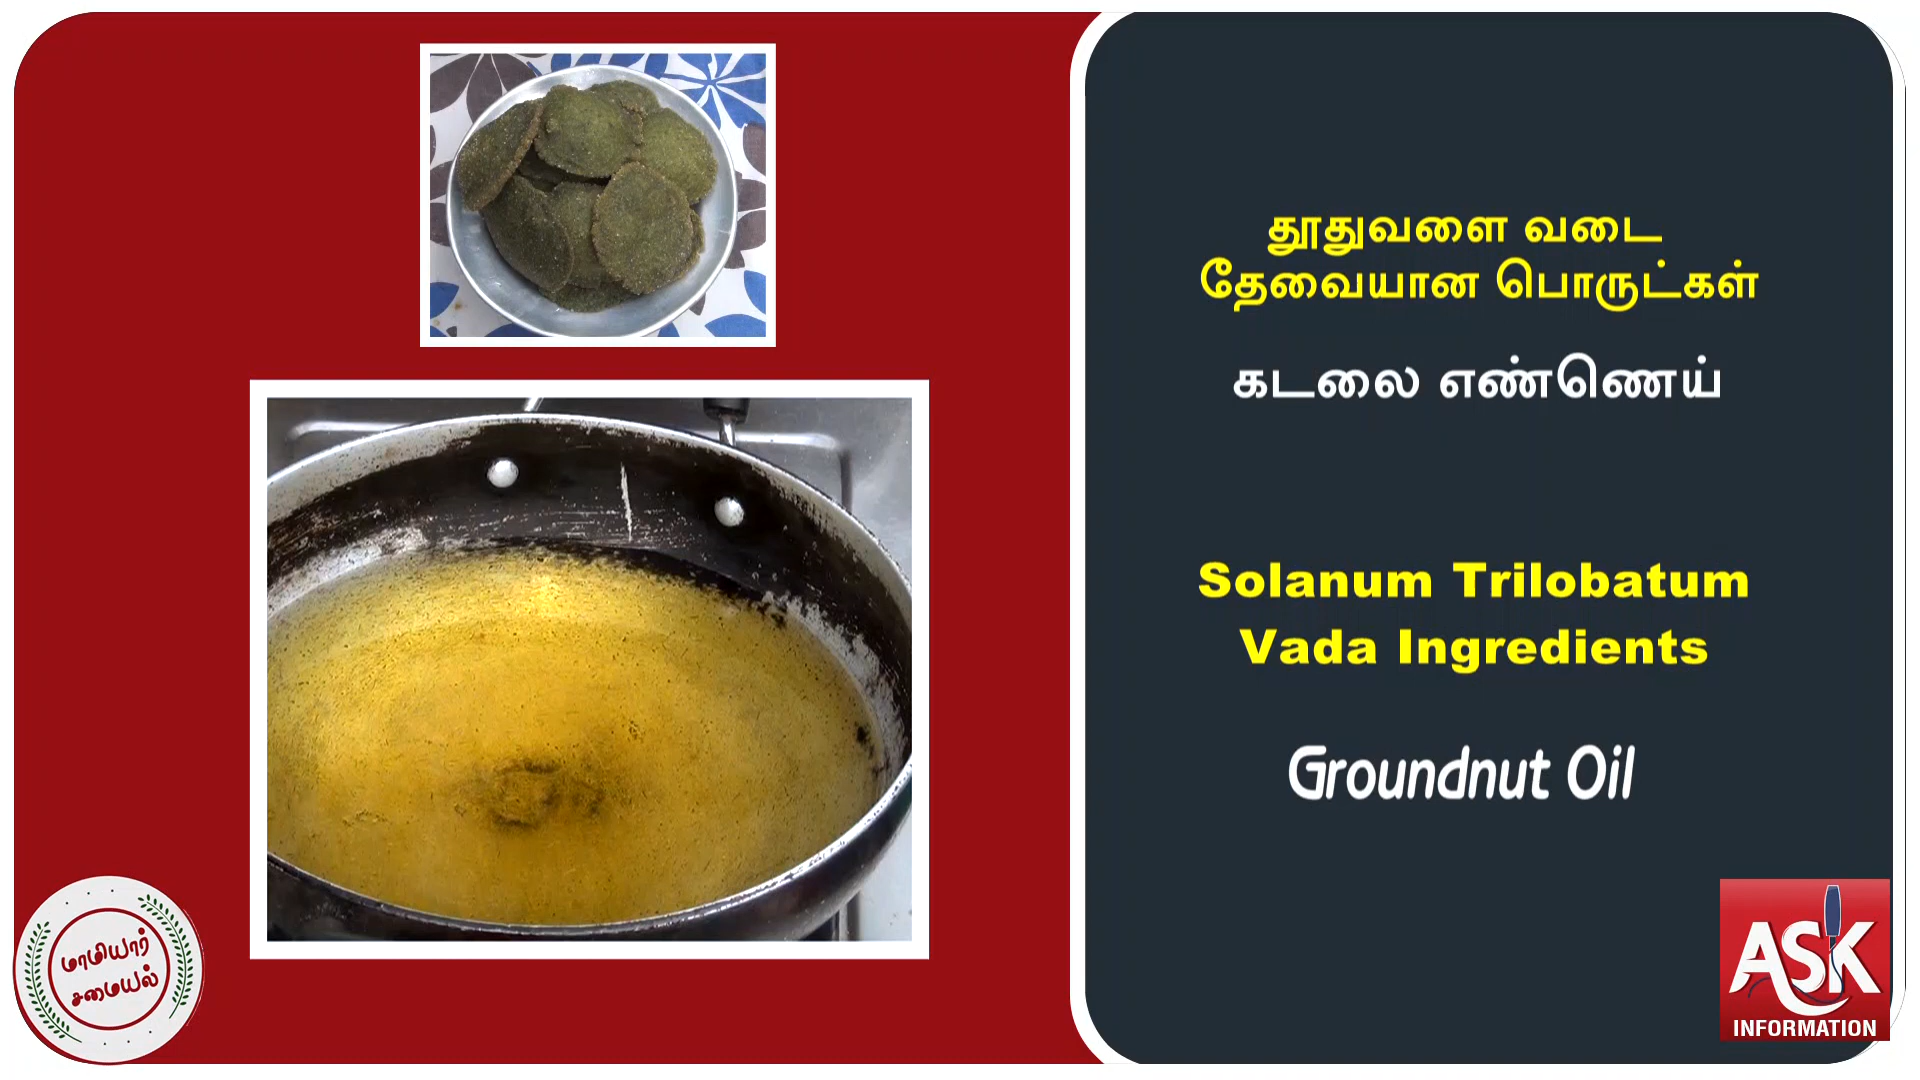 தூதுவளை வடை
தேவையான பொருட்கள்
கடலை எண்ணெய்
Solanum Trilobatum
Vada Ingredients
Groundnut Oil
மாமியார்
சமையல்
ASK
INFORMATION